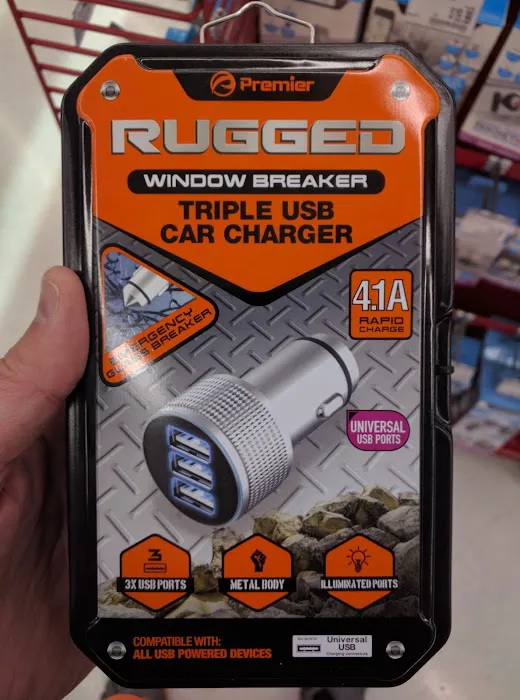 Premier
RUGGED
WINDOW BREAKER
TRIPLE USB
CAR CHARGER
EMERGENCY
GLASS BREAKER
4.1A
RAPID
CHARGE
UNIVERSAL
USB PORTS
3
3X USB PORTS
METAL BODY
ILLUMINATED PORTS
COMPATIBLE WITH:
ALL USB POWERED DEVICES
Universal
USB